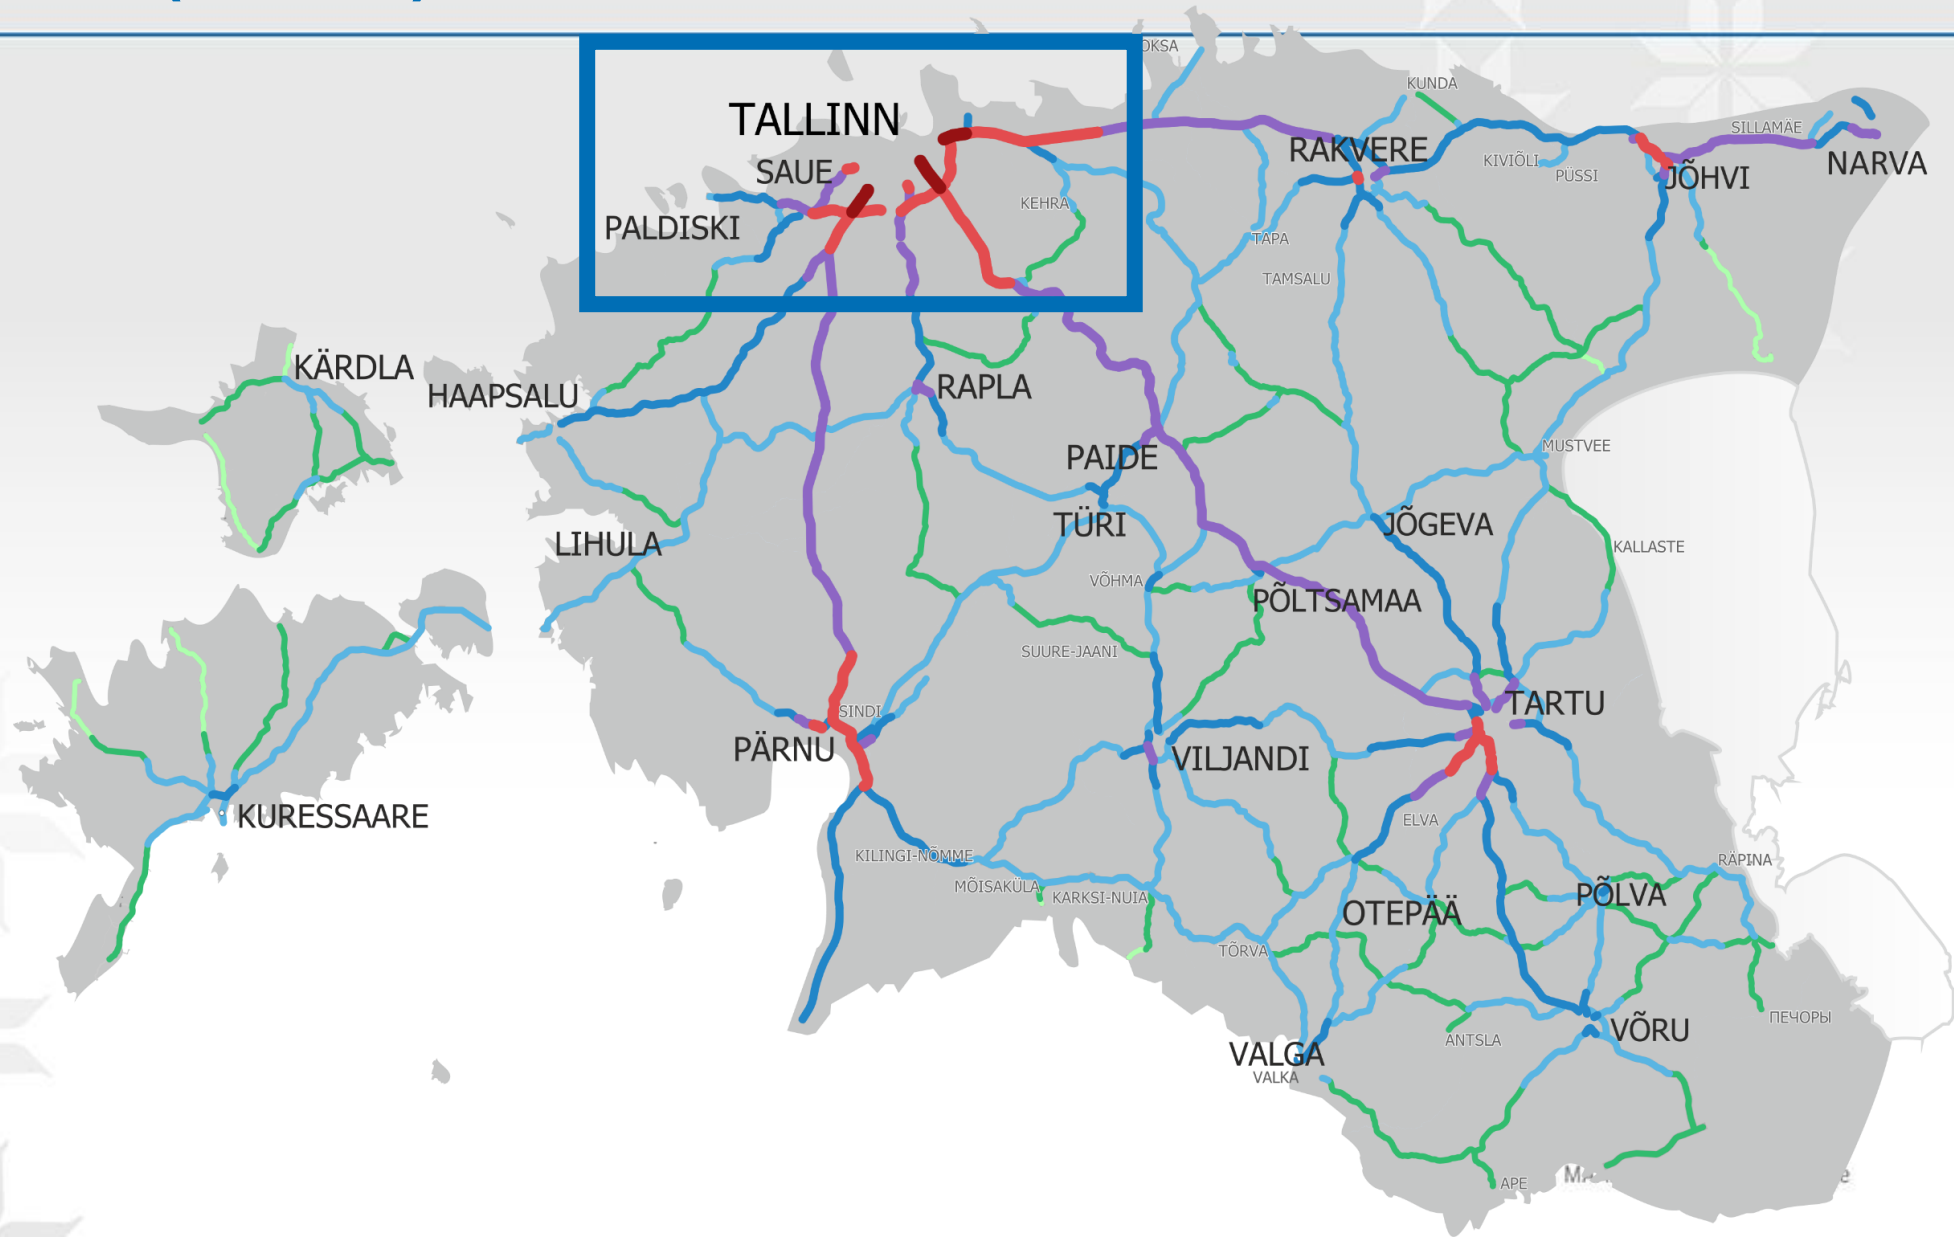 TALLINN
SAUE
PALDISKI
KEHRA
KUNDA
RAKVERE
KIVIÕLI
PÜSSI
SILLAMÄE
JÕHVI
NARVA
TAPA
TAMSALU
KÄRDLA
HAAPSALU
RAPLA
PAIDE
MUSTVEE
TÜRI
JÕGEVA
LIHULA
KALLASTE
VÕHMA
PÕLTSAMAA
SUURE-JAANI
SINDI
TARTU
PÄRNU
VILJANDI
KURESSAARE
ELVA
KILINGI-NÕMME
MÕISAKÜLA
KARKSI-NUIA
RÄPINA
PÕLVA
OTEPÄÄ
TÕRVA
ПЕЧОРЫ
VÕRU
ANTSLA
VALGA
VALKA
APE